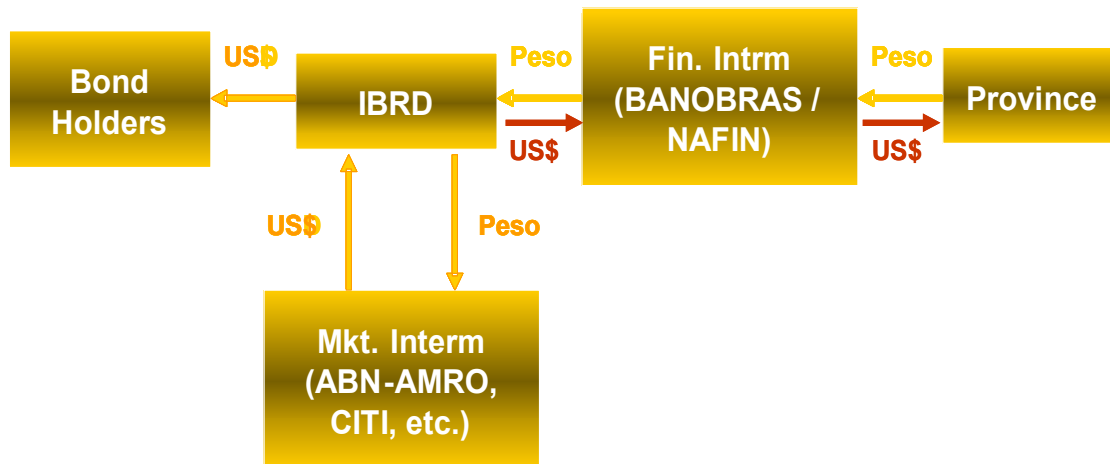 Bond
Holders
US$
IBRD
Peso
US$
Fin. Intrm
(BANOBRAS /
NAFIN)
Peso
US$
Province
US$
Peso
Mkt. Interm
(ABN-AMRO,
CITI, etc.)